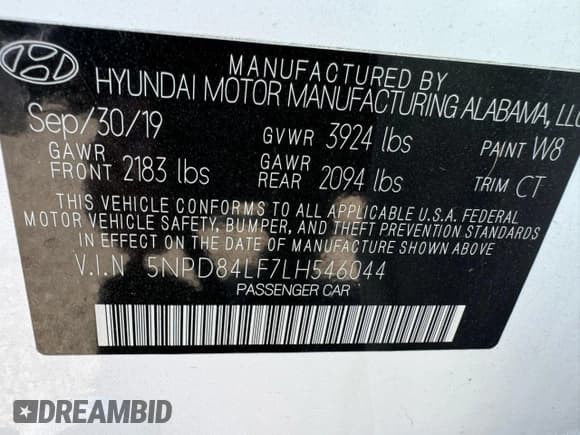 MANUFACTURED BY
HYUNDAI MOTOR MANUFACTURING ALABAMA, LLC
Sep/30/19 GVWR 3924 lbs PAINT W8
GAWR FRONT 2183 lbs GAWR REAR 2094 lbs TRIM CT
THIS VEHICLE CONFORMS TO ALL APPLICABLE U.S.A. FEDERAL
MOTOR VEHICLE SAFETY, BUMPER, AND THEFT PREVENTION STANDARDS
IN EFFECT ON THE DATE OF MANUFACTURE SHOWN ABOVE.
V.I.N 5NPD84LF7LH546044
PASSENGER CAR
DREAMBID